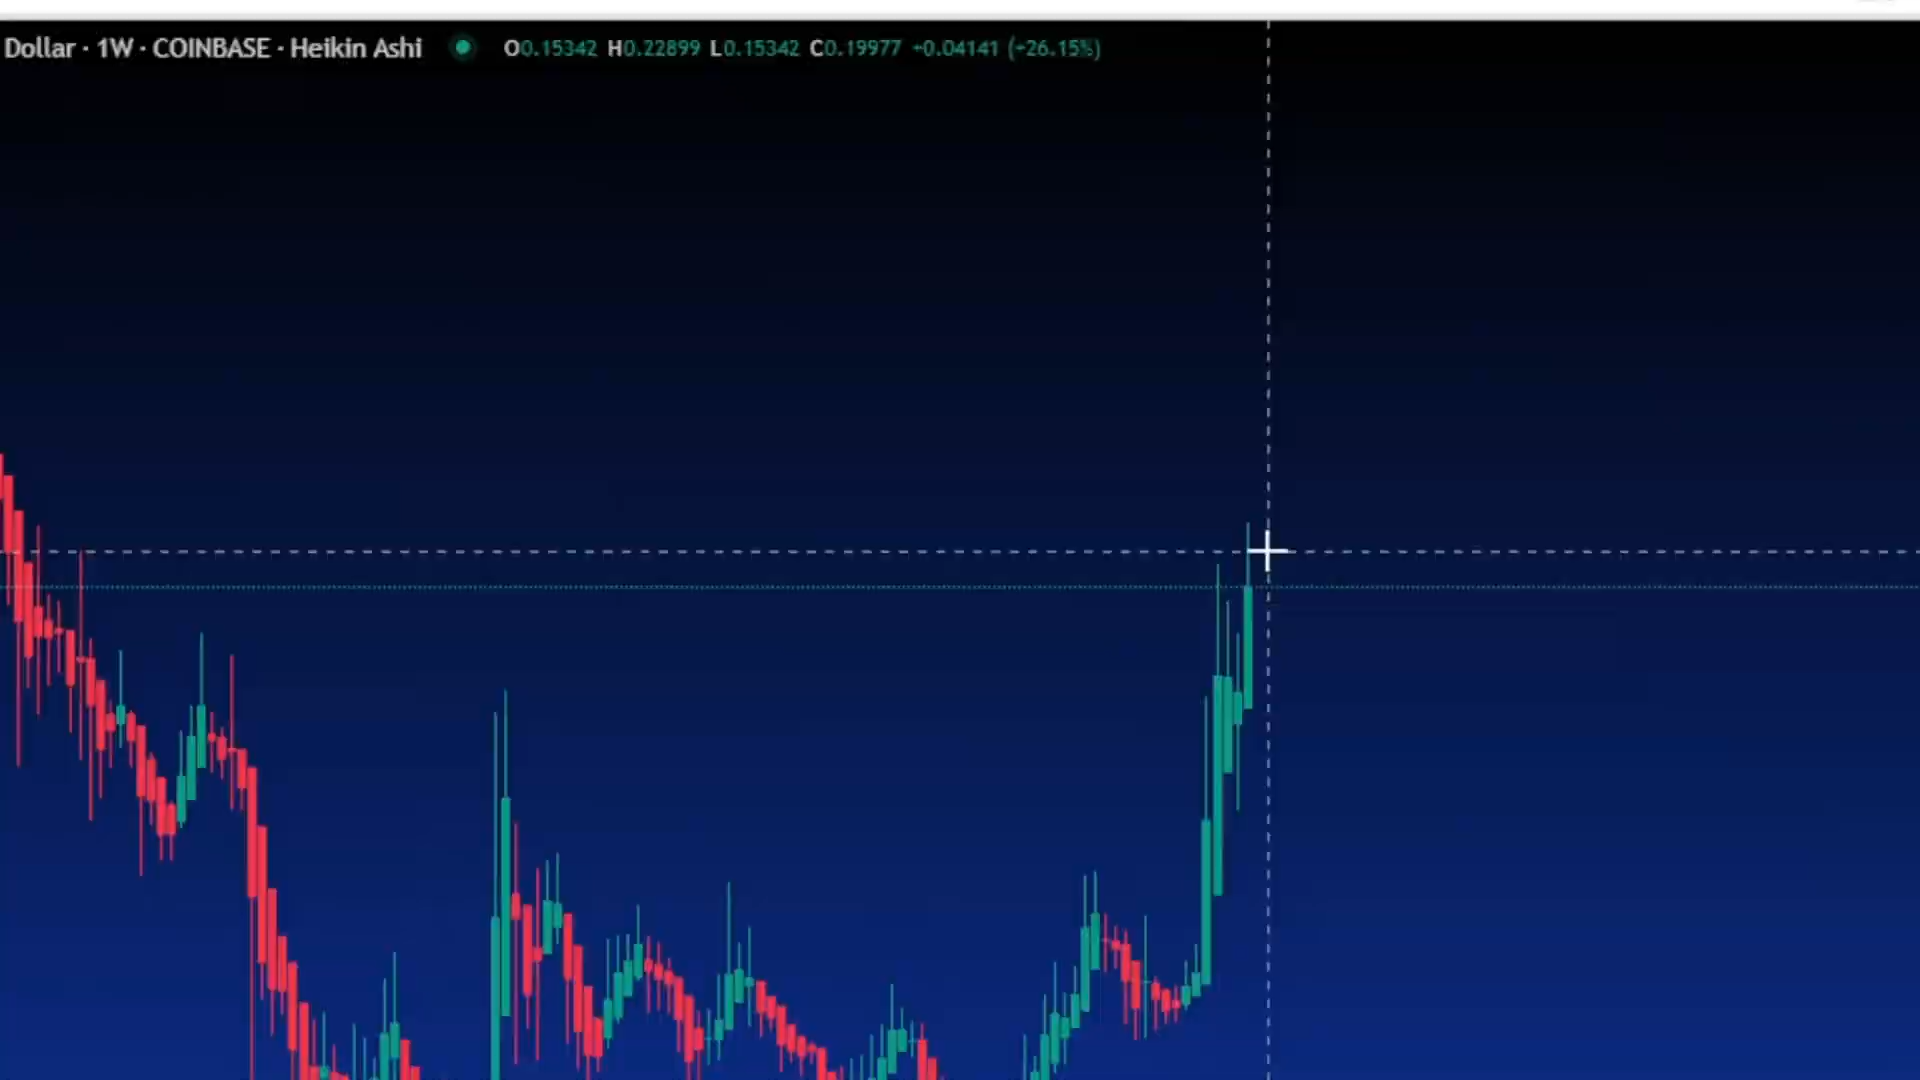 Dollar · 1W · COINBASE · Heikin Ashi O0.15342 H0.22899 L0.15342 C0.19977 +0.04141 (+26.15%)